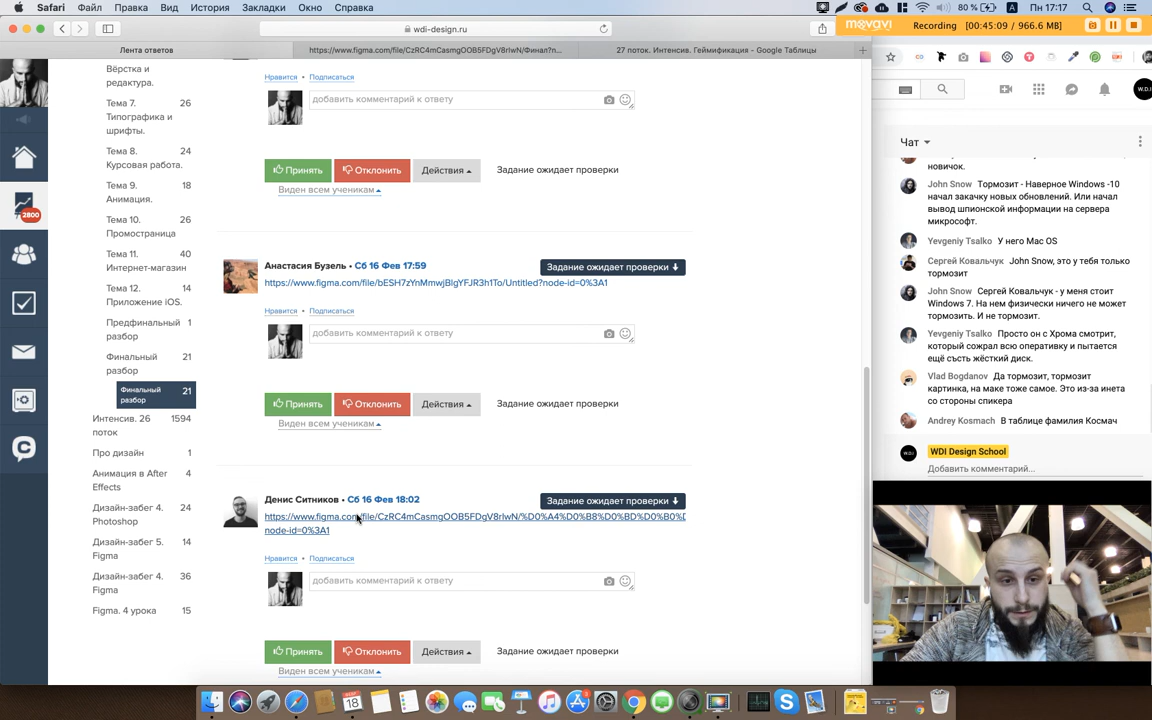 Safari Файл Правка Вид История Закладки Окно Справка
80 % Пн 17:17
wdi-design.ru
movavi Recording [00:45:09 / 966.6 M]
Лента ответов
https://www.figma.com/file/CzRC4mCasmgOOB5FDgV8rIwN/Финал?n...
27 поток. Интенсив. Геймификация - Google Таблицы
Вёрстка и
редактура.
Тема 7. 26
Типографика и
шрифты.
Тема 8. 24
Курсовая работа.
Тема 9. 18
Анимация.
Тема 10. 26
Промостраница
Тема 11. 40
Интернет-магазин
Тема 12. 14
Приложение iOS.
Предфинальный 1
разбор
Финальный 21
разбор
Финальный 21
разбор
Интенсив. 26 1594
поток
Про дизайн 1
Анимация в After 4
Effects
Дизайн-забег 4. 24
Photoshop
Дизайн-забег 5. 14
Figma
Дизайн-забег 4. 36
Figma
Figma. 4 урока 15
2800
Нравится • Подписаться
добавить комментарий к ответу
Принять Отклонить Действия Задание ожидает проверки
Виден всем ученикам
Анастасия Бузель • Сб 16 Фев 17:59 Задание ожидает проверки
https://www.figma.com/file/bESH7zYnMmwjBlgYFJR3h1To/Untitled?node-id=0%3A1
Нравится • Подписаться
добавить комментарий к ответу
Принять Отклонить Действия Задание ожидает проверки
Виден всем ученикам
Денис Ситников • Сб 16 Фев 18:02 Задание ожидает проверки
https://www.figma.com/file/CzRC4mCasmgOOB5FDgV8rIwN/%D0%A4%D0%B8%D0%BD%D0%B0%D
node-id=0%3A1
Нравится • Подписаться
добавить комментарий к ответу
Принять Отклонить Действия Задание ожидает проверки
Виден всем ученикам
Чат
новичок.
John Snow Тормозит - Наверное Windows -10
начал закачку новых обновлений. Или начал
вывод шпионской информации на сервера
микрософт.
Yevgeniy Tsalko У него Mac OS
Сергей Ковальчук John Snow, это у тебя только
тормозит
John Snow Сергей Ковальчук - у меня стоит
Windows 7. На нем физически ничего не может
тормозить. И не тормозит.
Yevgeniy Tsalko Просто он с Хрома смотрит,
который сожрал всю оперативку и пытается
ещё състь жёсткий диск.
Vlad Bogdanov Да тормозит, тормозит
картинка, на маке тоже самое. Это из-за инета
со стороны спикера
Andrey Kosmach В таблице фамилия Космач
WDI Design School
Добавить комментарий...